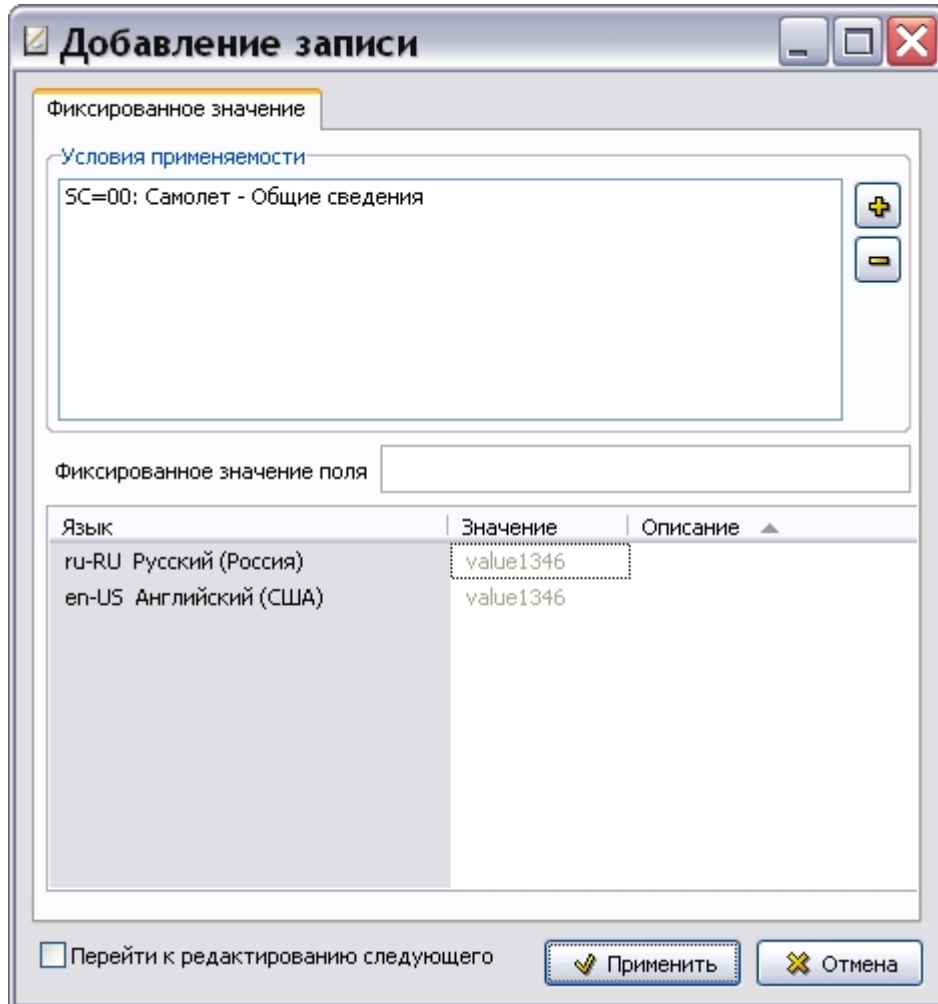 Добавление записи
Фиксированное значение
Условия применяемости
SC=00: Самолет - Общие сведения
Фиксированное значение поля
Язык Значение Описание
ru-RU Русский (Россия) value1346
en-US Английский (США) value1346
Перейти к редактированию следующего Применить Отмена